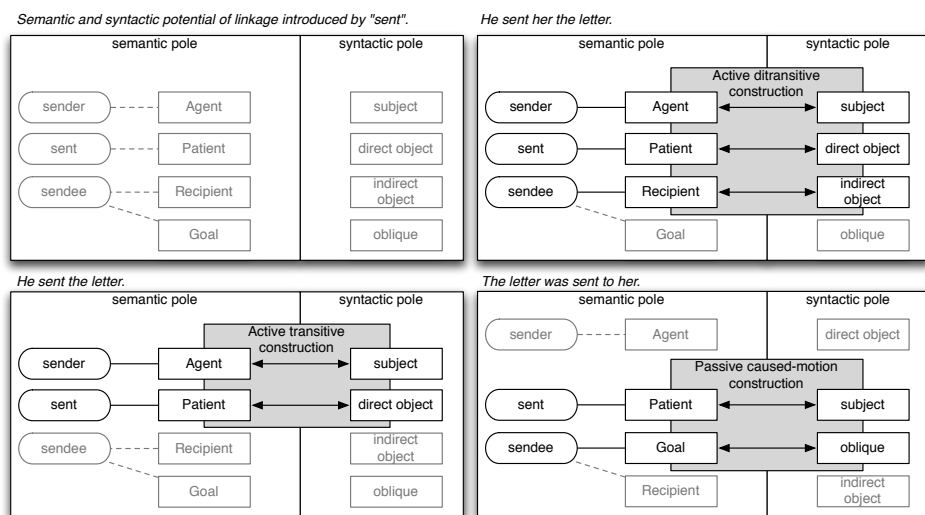 Semantic and syntactic potential of linkage introduced by "sent".
semantic pole
syntactic pole
sender
Agent
subject
sent
Patient
direct object
sendee
Recipient
indirect
object
Goal
oblique
He sent her the letter.
semantic pole
syntactic pole
Active ditransitive
construction
sender
Agent
subject
sent
Patient
direct object
sendee
Recipient
indirect
object
Goal
oblique
He sent the letter.
semantic pole
syntactic pole
Active transitive
construction
sender
Agent
subject
sent
Patient
direct object
sendee
Recipient
indirect
object
Goal
oblique
The letter was sent to her.
semantic pole
syntactic pole
sender
Agent
direct object
Passive caused-motion
construction
sent
Patient
subject
sendee
Goal
oblique
Recipient
indirect
object